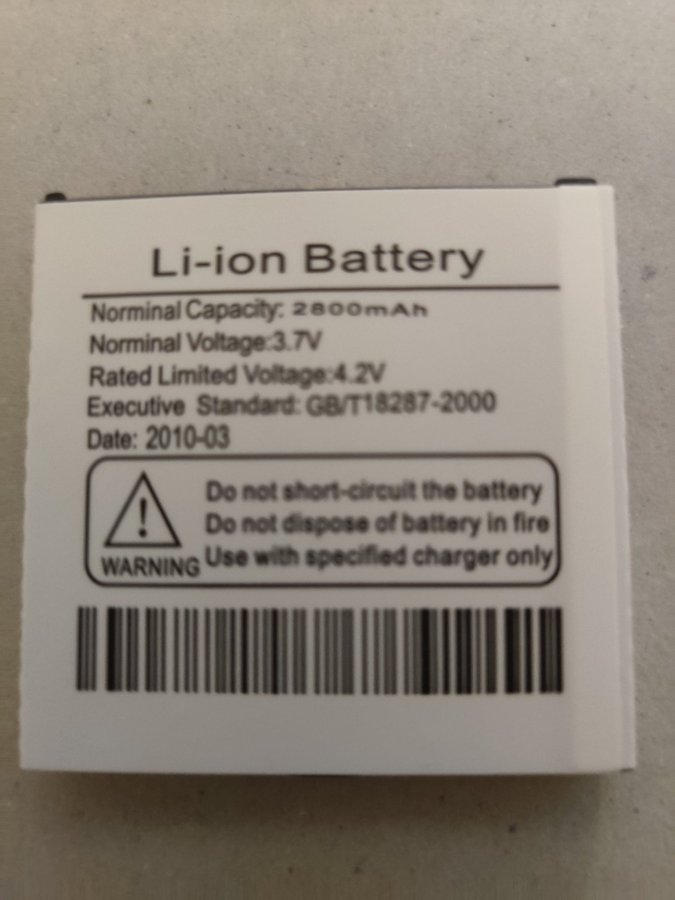 Li-ion Battery
Norminal Capacity: 2800mAh
Norminal Voltage:3.7V
Rated Limited Voltage:4.2V
Executive Standard: GB/T18287-2000
Date: 2010-03
Do not short-circuit the battery
Do not dispose of battery in fire
Use with specified charger only
WARNING